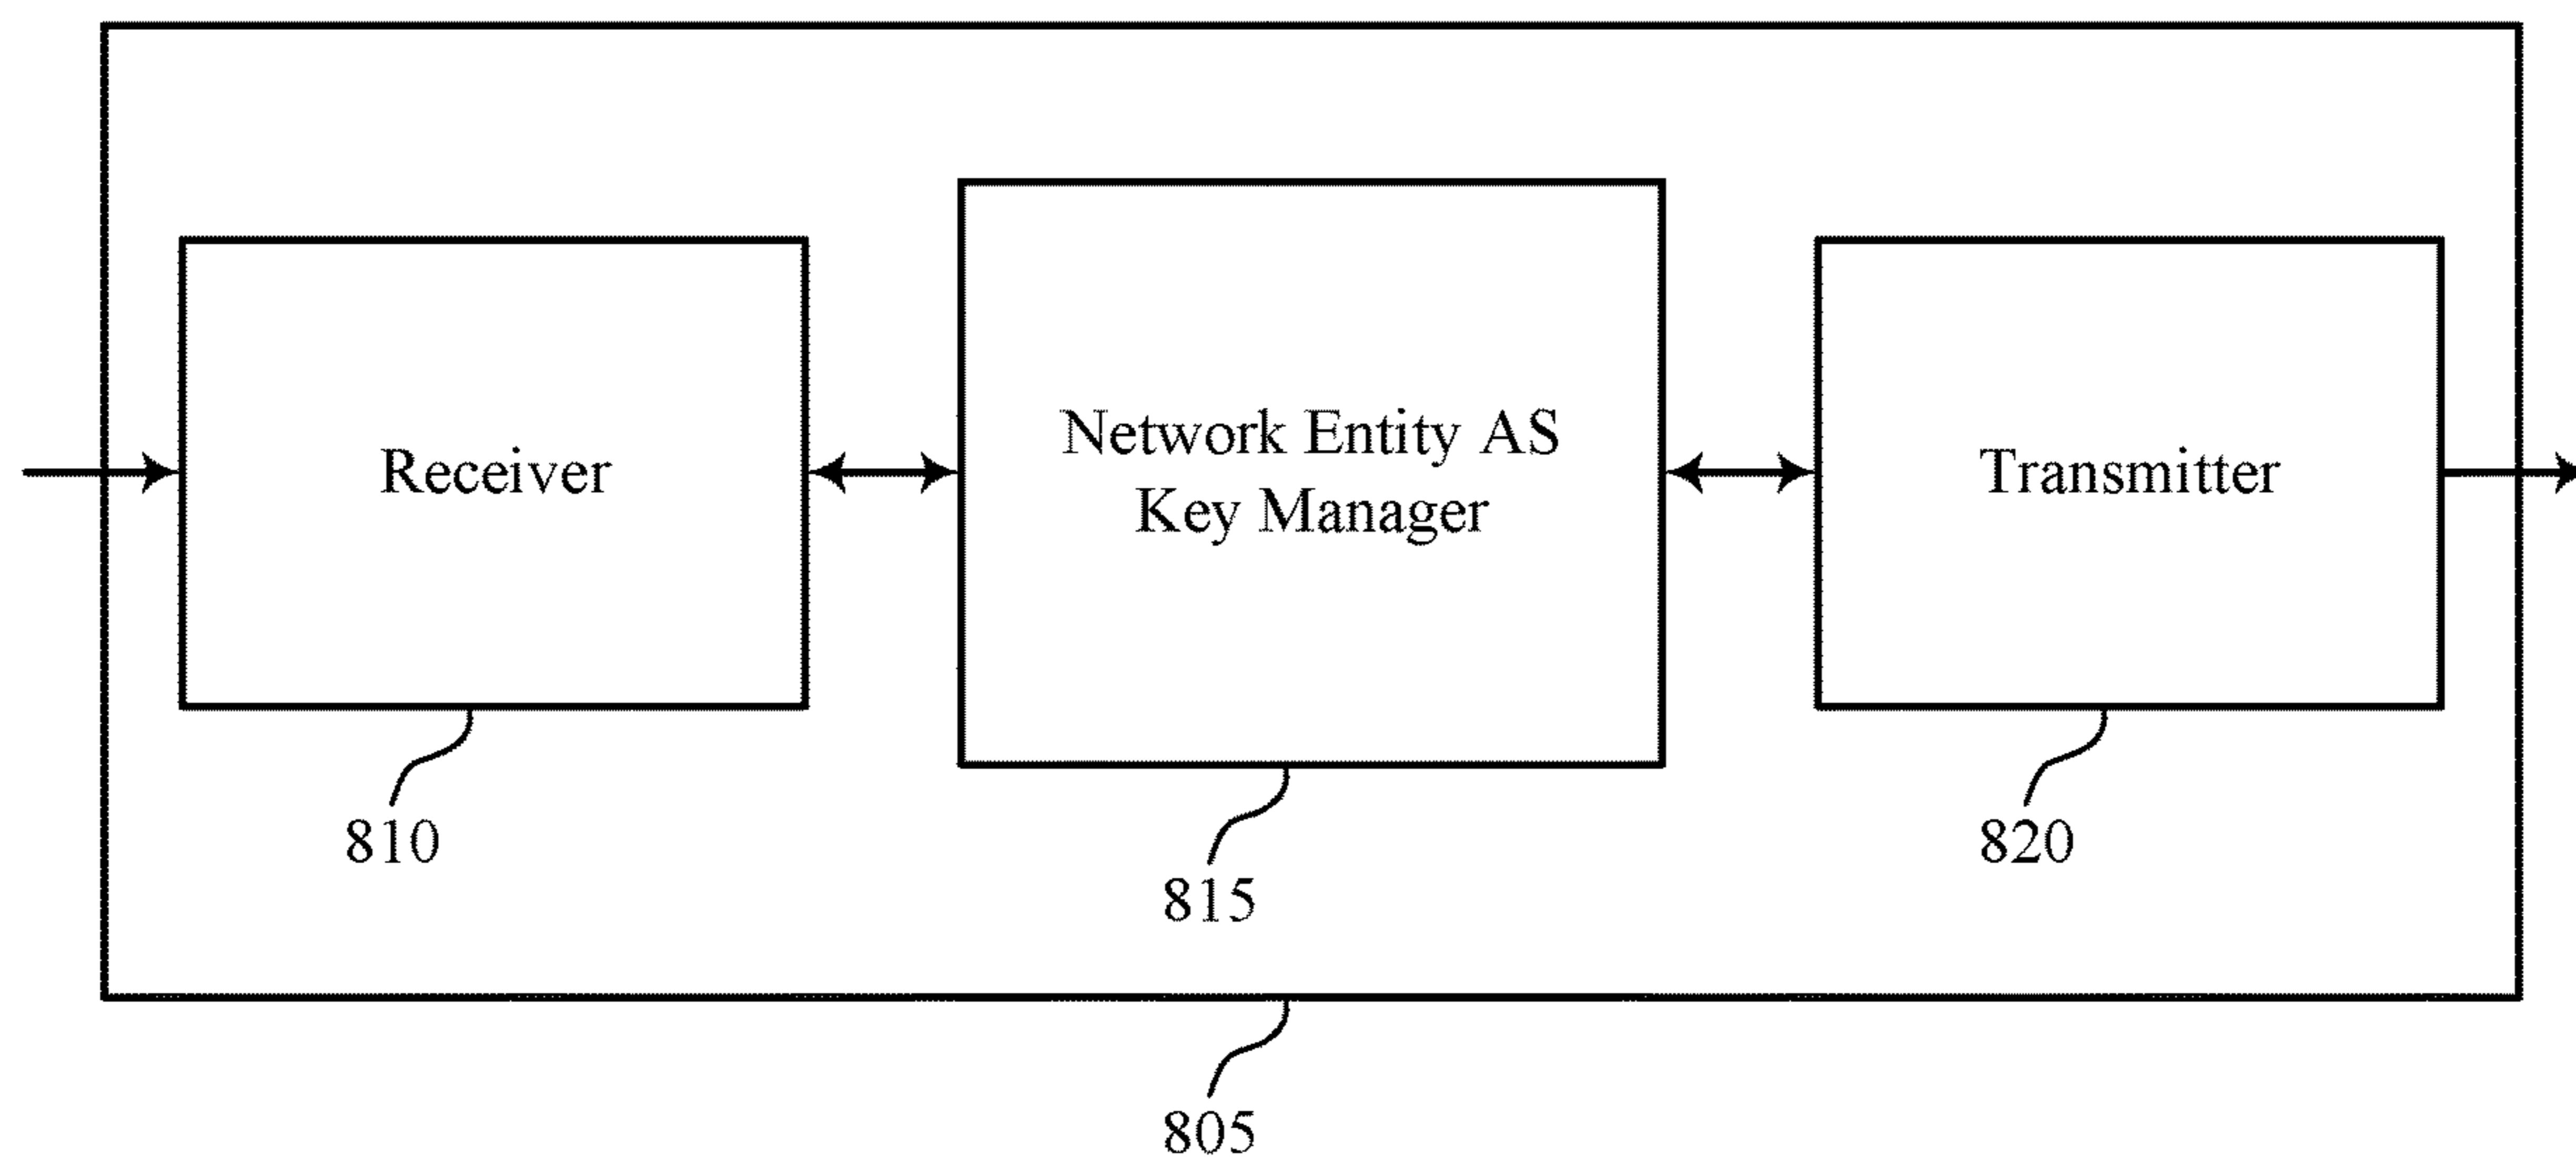 Receiver
Network Entity AS
Key Manager
Transmitter
810
815
820
805